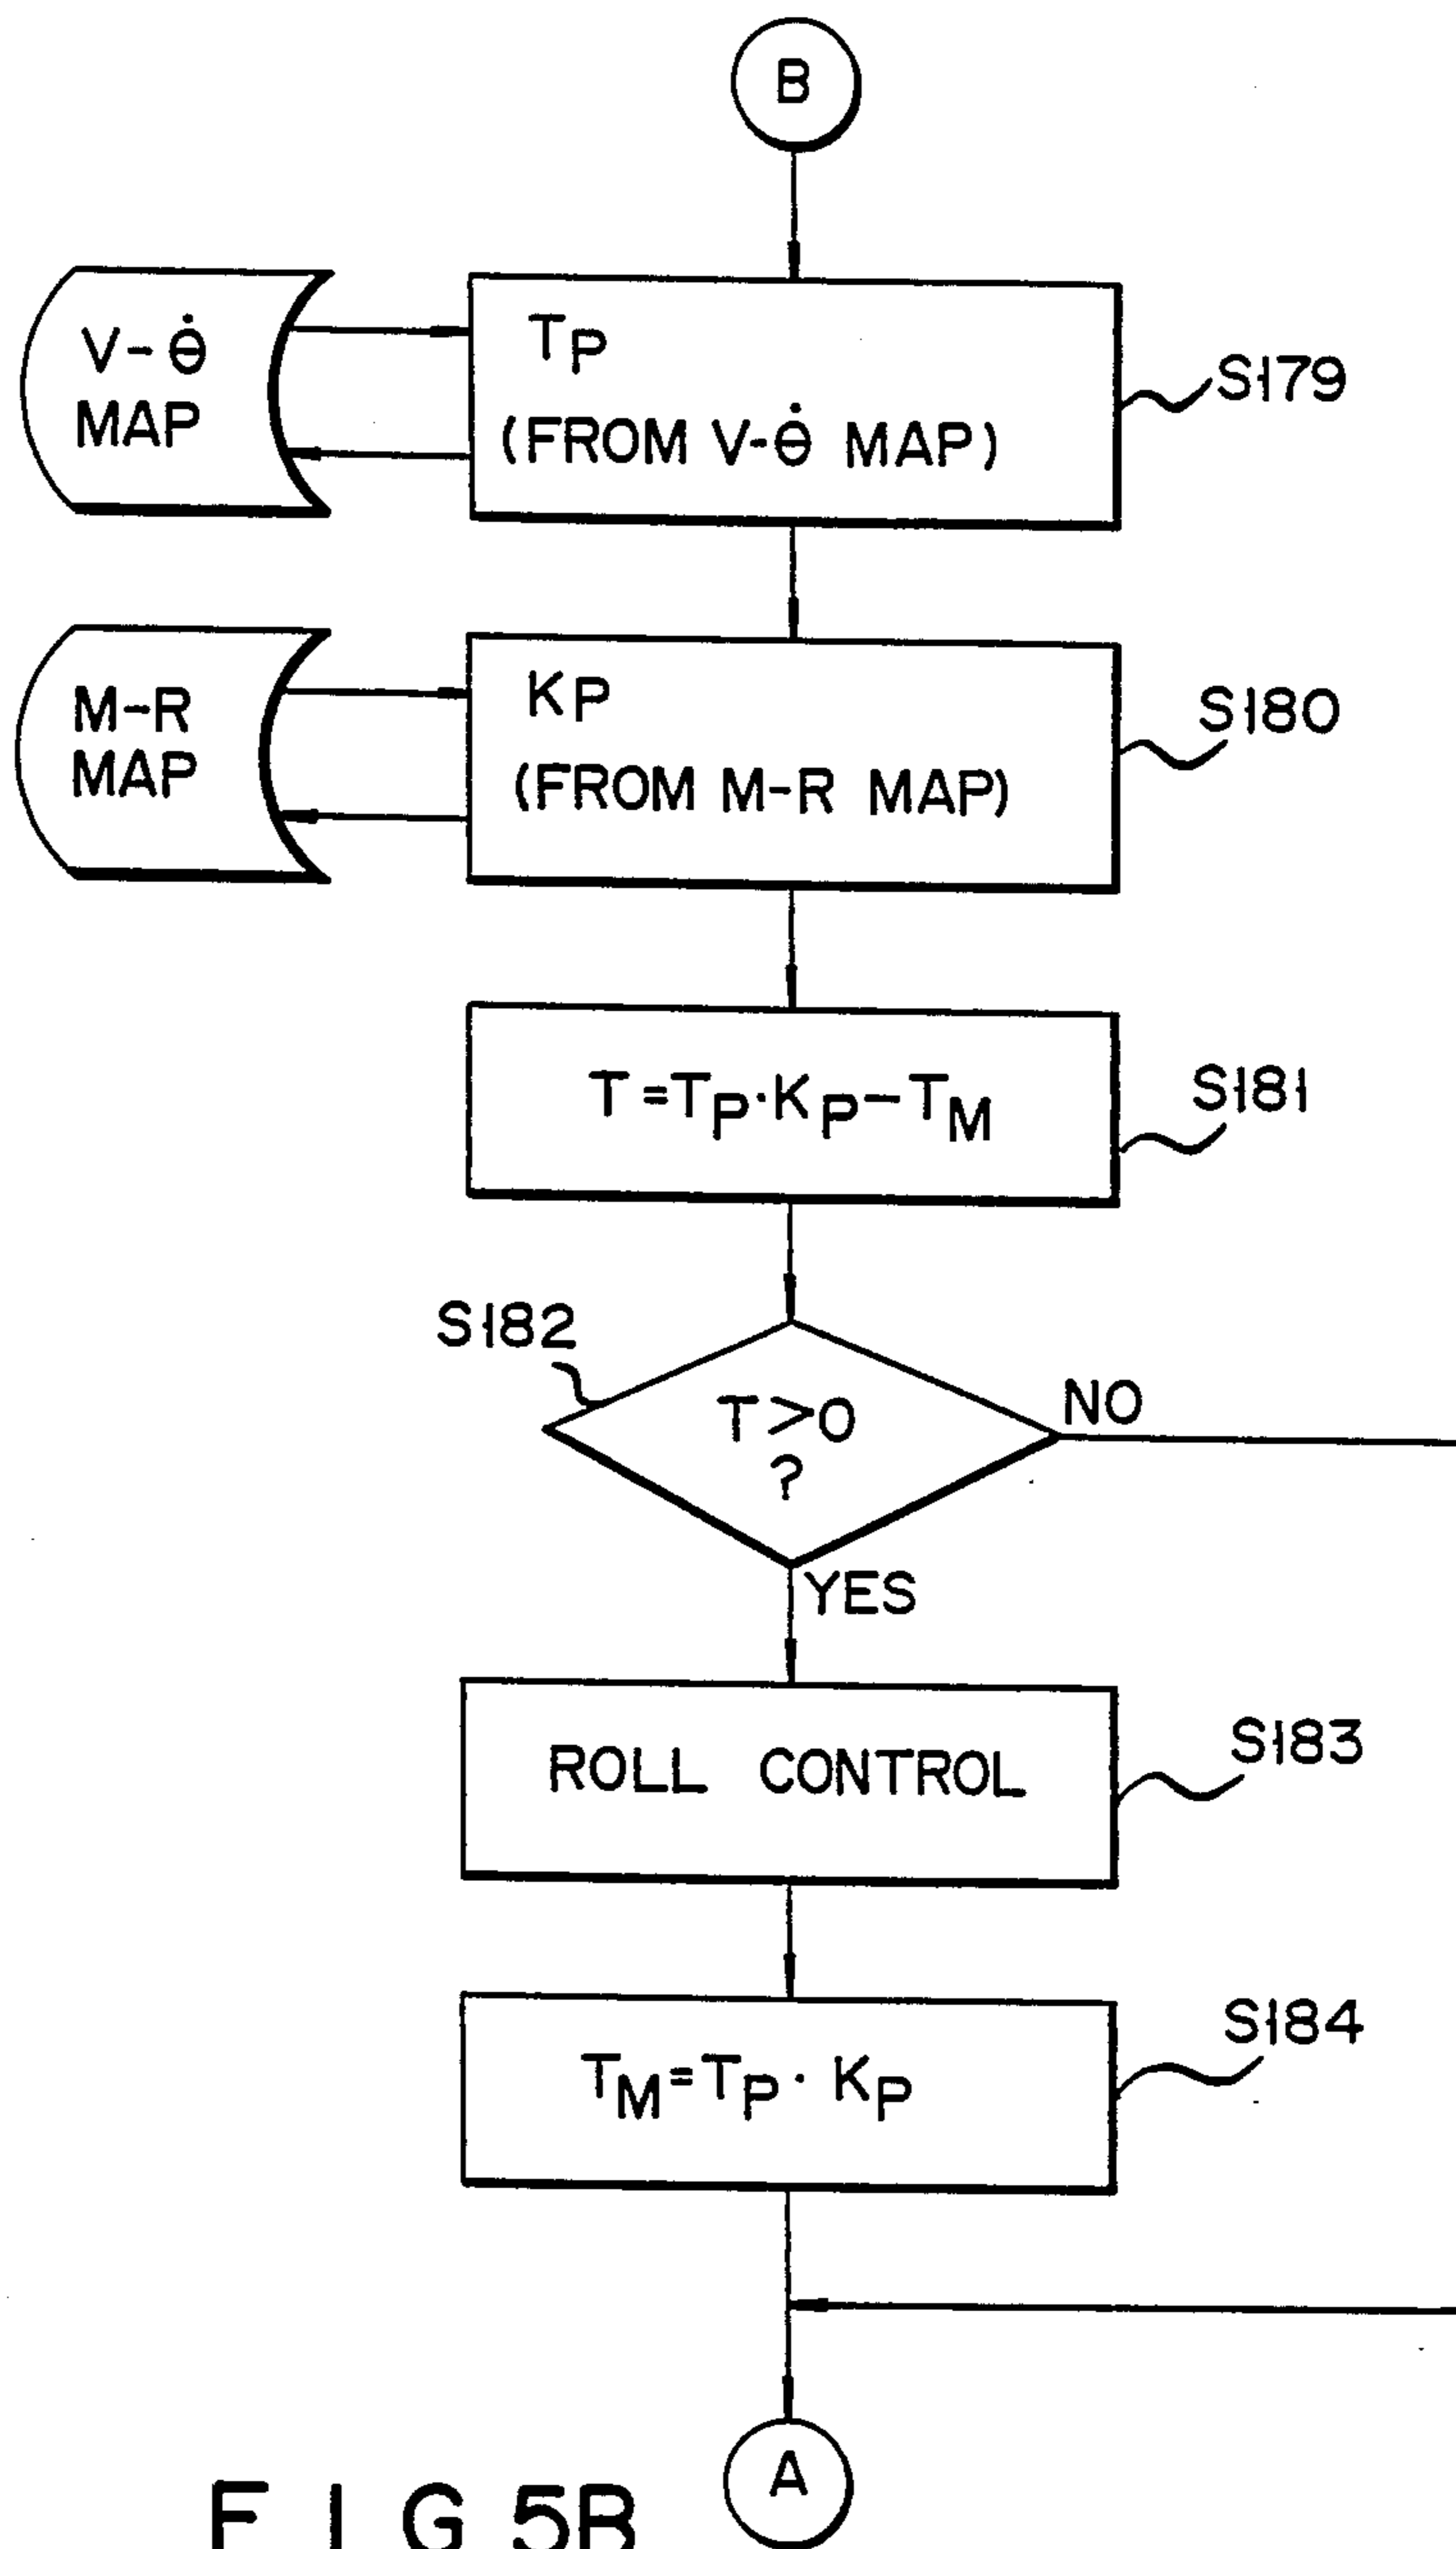 B
V-θ̇
MAP
TP
(FROM V-θ̇ MAP)
S179
M-R
MAP
KP
(FROM M-R MAP)
S180
T=TP·KP-TM
S181
S182
T>0
?
NO
YES
ROLL CONTROL
S183
TM=TP·KP
S184
A
FIG 5B